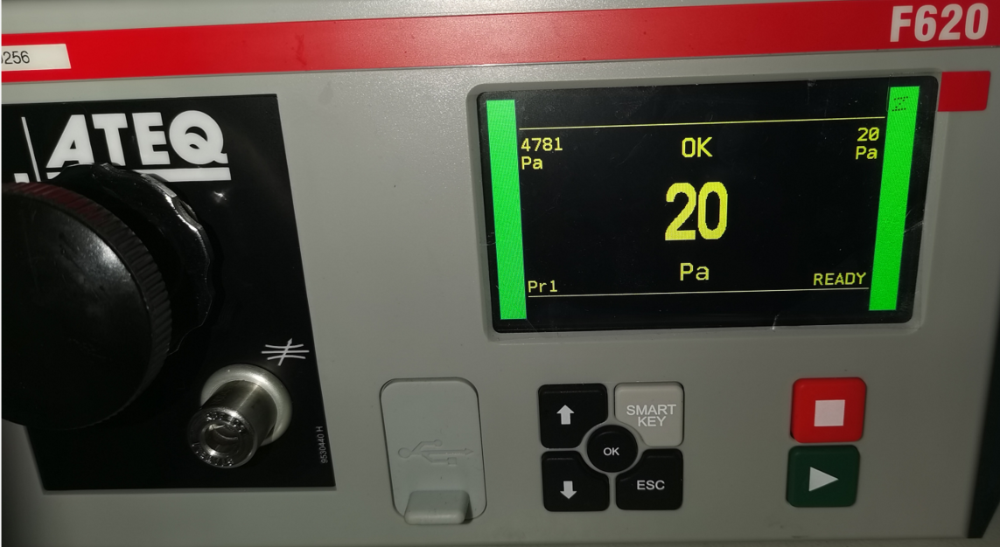 F620
256
ATEQ
4781
Pa
OK
20
Pa
20
Pa
Pr1
READY
SMART
KEY
OK
ESC
9530440 H